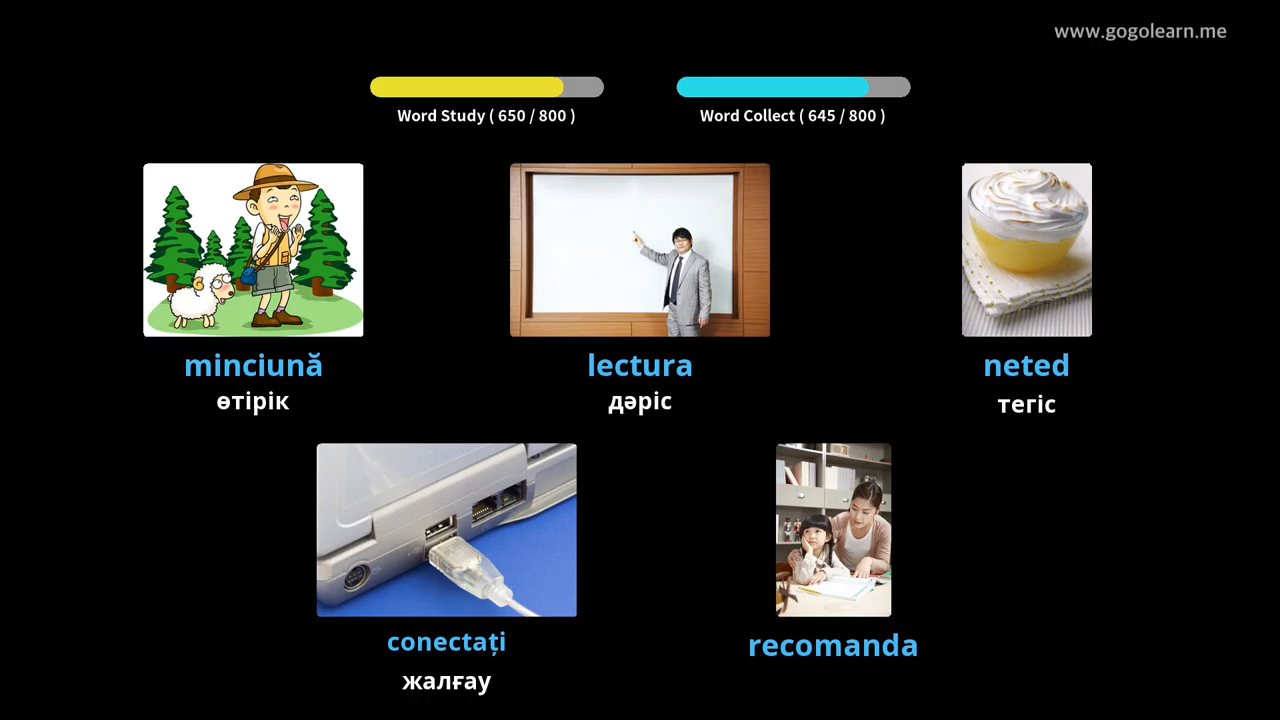 www.gogolearn.me
Word Study ( 650 / 800 )
Word Collect ( 645 / 800 )
minciună
өтірік
lectura
дәріс
neted
тегіс
conectați
жалғау
recomanda